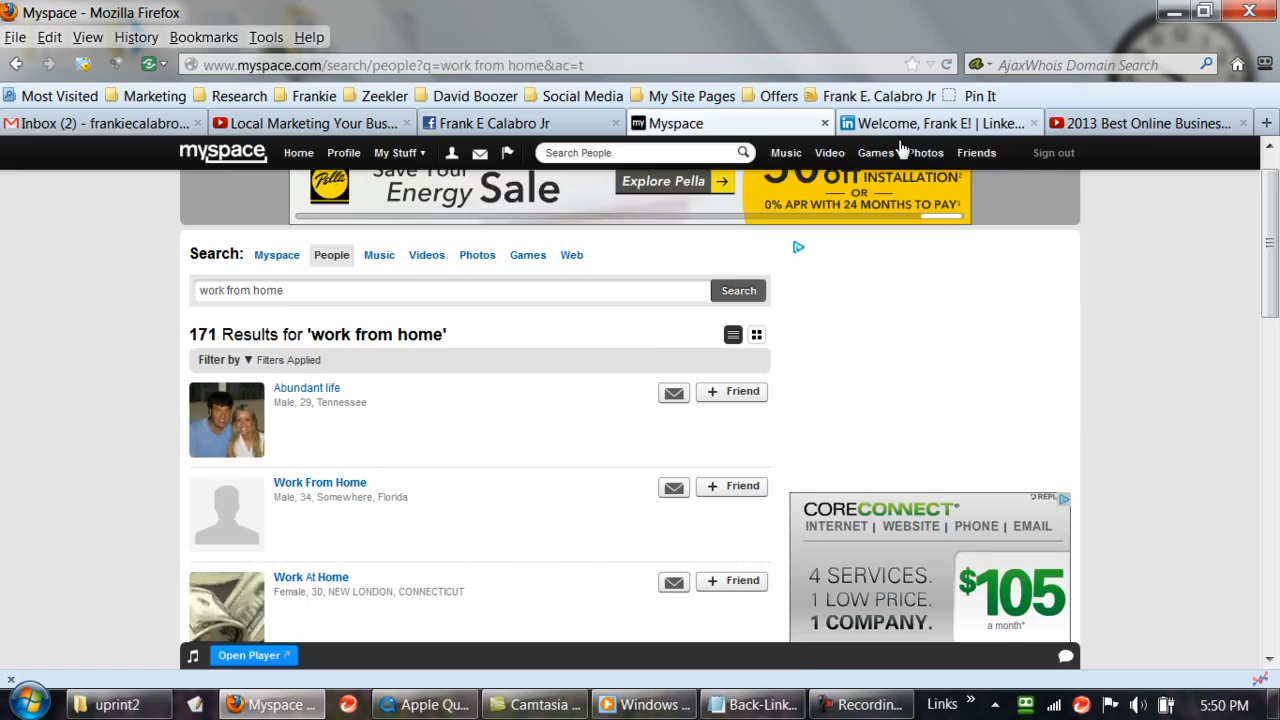 Myspace - Mozilla Firefox
File Edit View History Bookmarks Tools Help
www.myspace.com/search/people?q=work from home&ac=t
AjaxWhois Domain Search
Most Visited Marketing Research Frankie Zeekler David Boozer Social Media My Site Pages Offers Frank E. Calabro Jr Pin It
Inbox (2) - frankiecalabro... Local Marketing Your Bus... Frank E Calabro Jr Myspace Welcome, Frank E! | Linke... 2013 Best Online Business...
myspace Home Profile My Stuff Search People Music Video Games Photos Friends Sign out
Pella Save Your Explore Pella 50% off INSTALLATION²
Energy Sale OR
0% APR WITH 24 MONTHS TO PAY³
Search: Myspace People Music Videos Photos Games Web
work from home Search
171 Results for 'work from home'
Filter by ▼ Filters Applied
Abundant life
Male, 29, Tennessee
+ Friend
Work From Home
Male, 34, Somewhere, Florida
+ Friend
Work At Home
Female, 30, NEW LONDON, CONNECTICUT
+ Friend
REPL
CORECONNECT®
INTERNET | WEBSITE | PHONE | EMAIL
4 SERVICES.
1 LOW PRICE.
1 COMPANY.
$105
a month*
Open Player
uprint2 Myspace ... Apple Qu... Camtasia ... Windows ... Back-Link... Recordin... Links » 5:50 PM